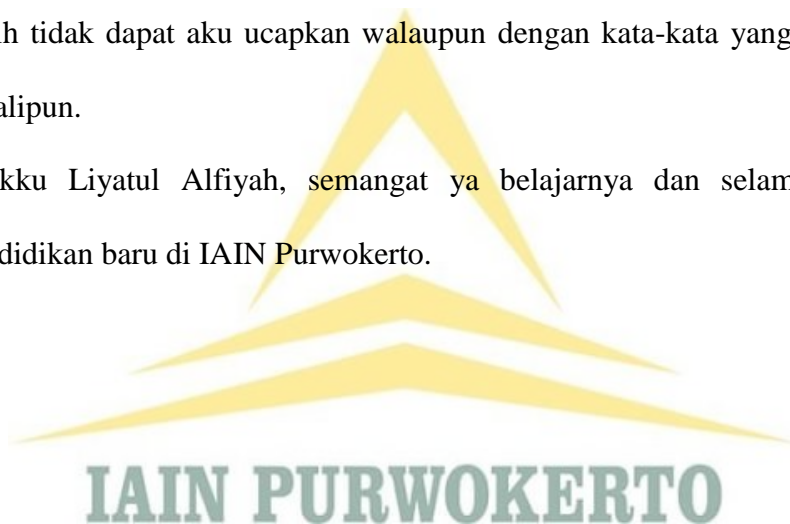 ih tidak dapat aku ucapkan walaupun dengan kata-kata yang
alipun.
kku Liyatul Alfiyah, semangat ya belajarnya dan selam
didikan baru di IAIN Purwokerto.
IAIN PURWOKERTO